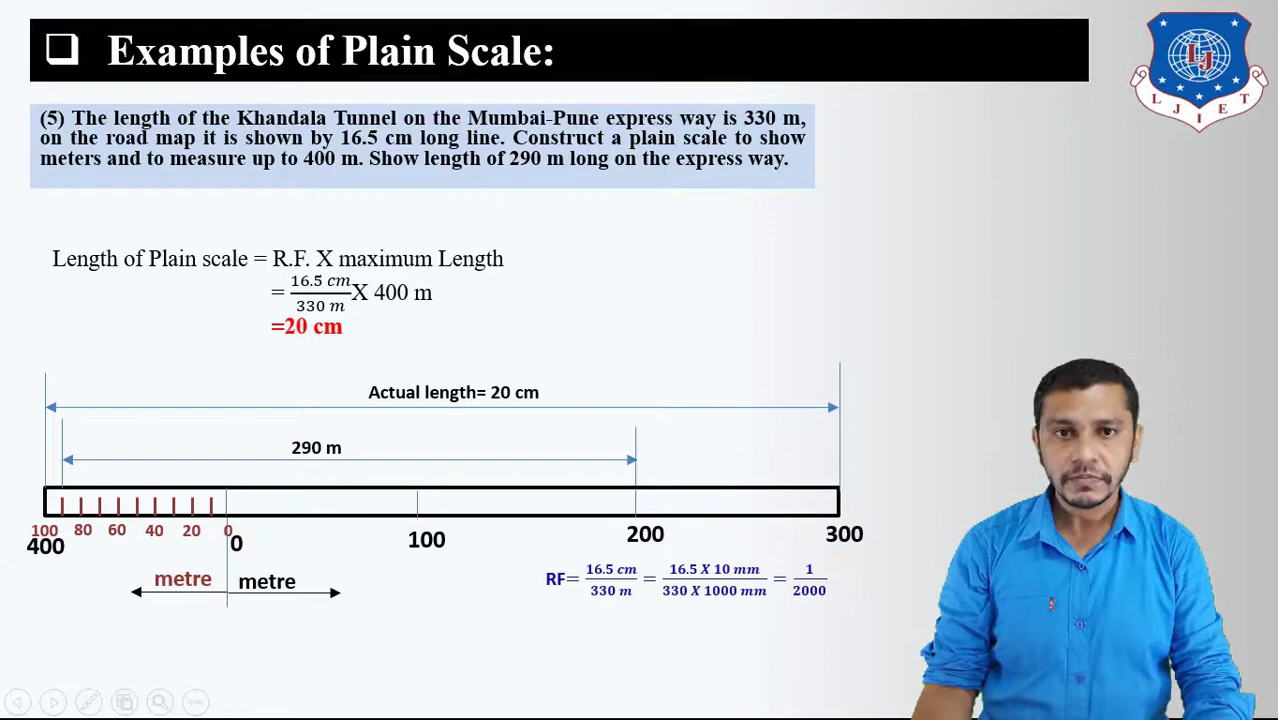 Examples of Plain Scale:
(5) The length of the Khandala Tunnel on the Mumbai-Pune express way is 330 m,
on the road map it is shown by 16.5 cm long line. Construct a plain scale to show
meters and to measure up to 400 m. Show length of 290 m long on the express way.
Length of Plain scale = R.F. X maximum Length
= 16.5 cm / 330 m X 400 m
=20 cm
Actual length= 20 cm
290 m
100 80 60 40 20 0
400 0 100 200 300
metre metre
RF= 16.5 cm / 330 m = 16.5 X 10 mm / 330 X 1000 mm = 1 / 2000
LJ
L J I E T